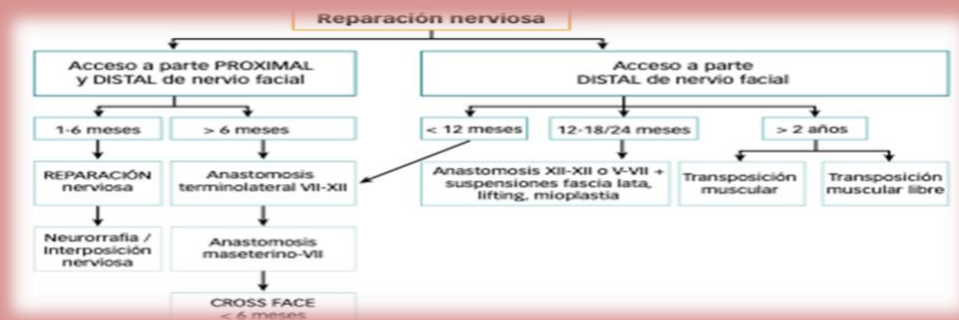 Reparación nerviosa
Acceso a parte PROXIMAL
y DISTAL de nervio facial
Acceso a parte
DISTAL de nervio facial
1-6 meses
> 6 meses
< 12 meses
12-18/24 meses
> 2 años
REPARACIÓN
nerviosa
Anastomosis
terminolateral VII-XII
Anastomosis XII-XII o V-VII +
suspensiones fascia lata,
lifting, mioplastia
Transposición
muscular
Transposición
muscular libre
Neurorrafia /
Interposición
nerviosa
Anastomosis
maseterino-VII
CROSS FACE
< 6 meses